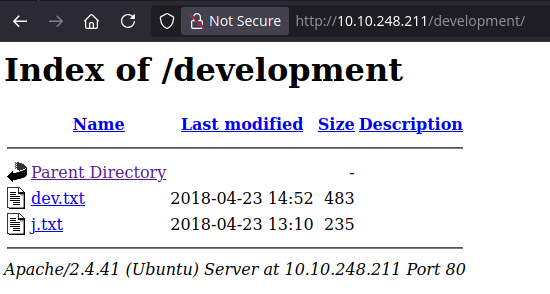 Not Secure http://10.10.248.211/development/
Index of /development
Name Last modified Size Description
Parent Directory -
dev.txt 2018-04-23 14:52 483
j.txt 2018-04-23 13:10 235
Apache/2.4.41 (Ubuntu) Server at 10.10.248.211 Port 80